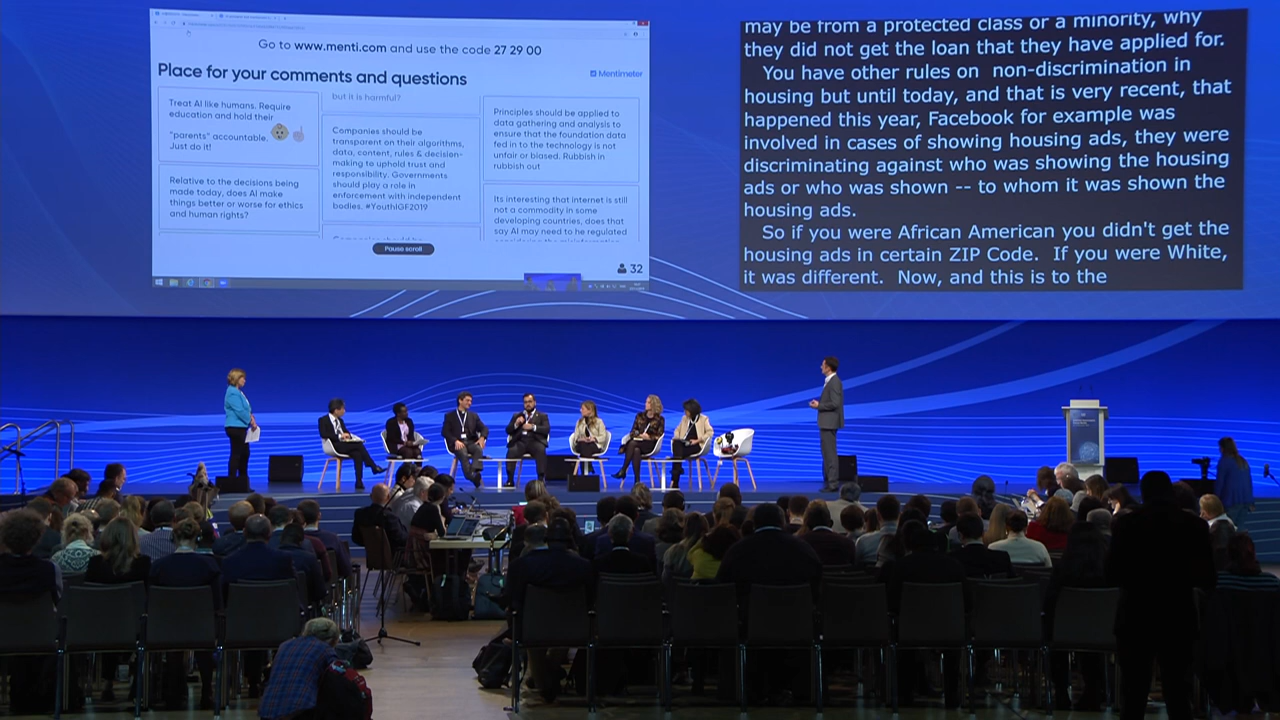 Go to www.menti.com and use the code 27 29 00
Place for your comments and questions
Mentimeter
Treat AI like humans. Require
education and hold their
"parents" accountable.
Just do it!
Relative to the decisions being
made today, does AI make
things better or worse for ethics
and human rights?
but it is harmful?
Companies should be
transparent on their algorithms,
data, content, rules & decision-
making to uphold trust and
responsibility. Governments
should play a role in
enforcement with independent
bodies. #YouthIGF2019
Principles should be applied to
data gathering and analysis to
ensure that the foundation data
fed in to the technology is not
unfair or biased. Rubbish in
rubbish out
Its interesting that internet is still
not a commodity in some
developing countries, does that
say AI may need to be regulated
Pause scroll
32
may be from a protected class or a minority, why
they did not get the loan that they have applied for.
You have other rules on non-discrimination in
housing but until today, and that is very recent, that
happened this year, Facebook for example was
involved in cases of showing housing ads, they were
discriminating against who was showing the housing
ads or who was shown -- to whom it was shown the
housing ads.
So if you were African American you didn't get the
housing ads in certain ZIP Code. If you were White,
it was different. Now, and this is to the